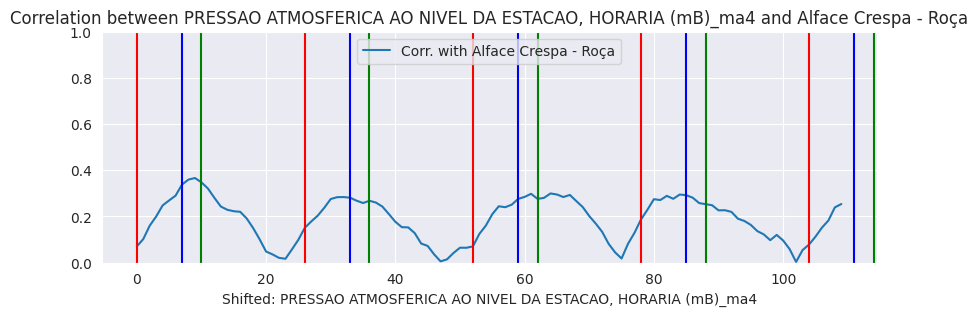 Correlation between PRESSAO ATMOSFERICA AO NIVEL DA ESTACAO, HORARIA (mB)_ma4 and Alface Crespa - Roça
Corr. with Alface Crespa - Roça
1.0
0.8
0.6
0.4
0.2
0.0
0 20 40 60 80 100
Shifted: PRESSAO ATMOSFERICA AO NIVEL DA ESTACAO, HORARIA (mB)_ma4